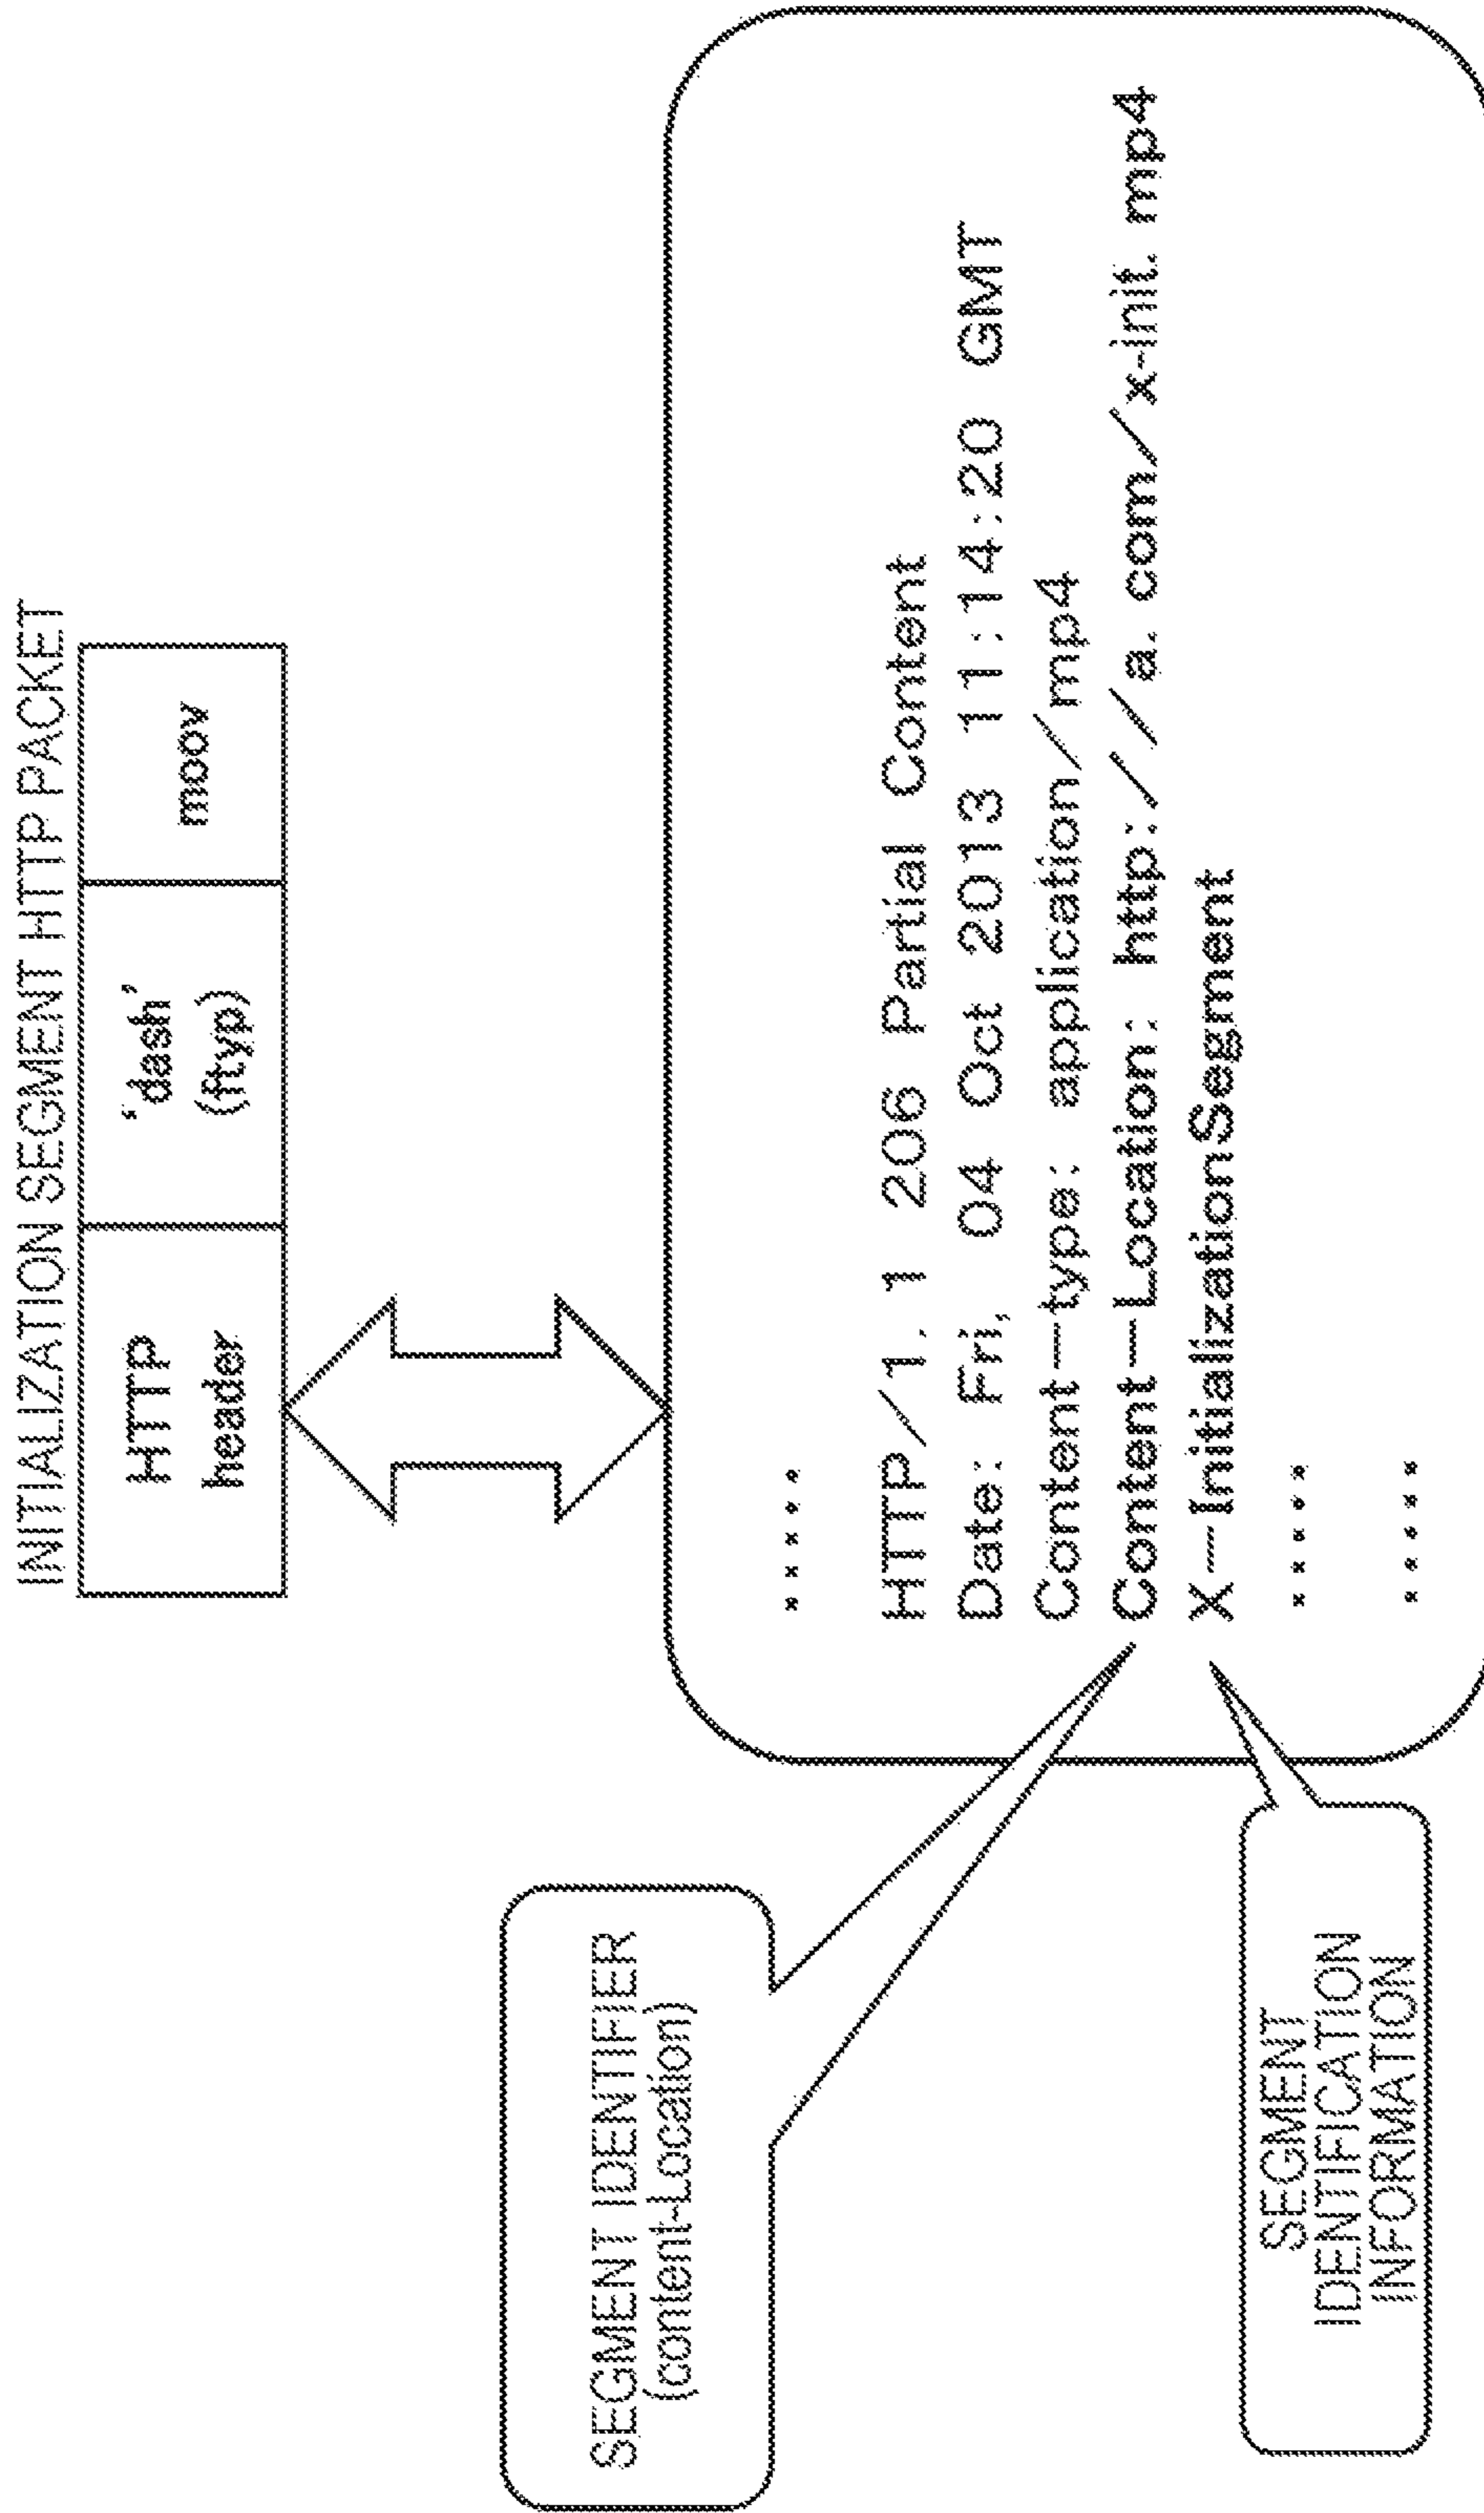 INITIALIZATION SEGMENT HTTP PACKET
HTTP
header
'dash'
(ftyp)
moov
.....
HTTP/1.1 206 Partial Content
Date: Fri, 04 Oct 2013 11:14:20 GMT
Content-type: application/mp4
Content-Location: http://a.com/x-init.mp4
X-InitializationSegment
.....
.....
SEGMENT IDENTIFIER
(content-Location)
SEGMENT
IDENTIFICATION
INFORMATION